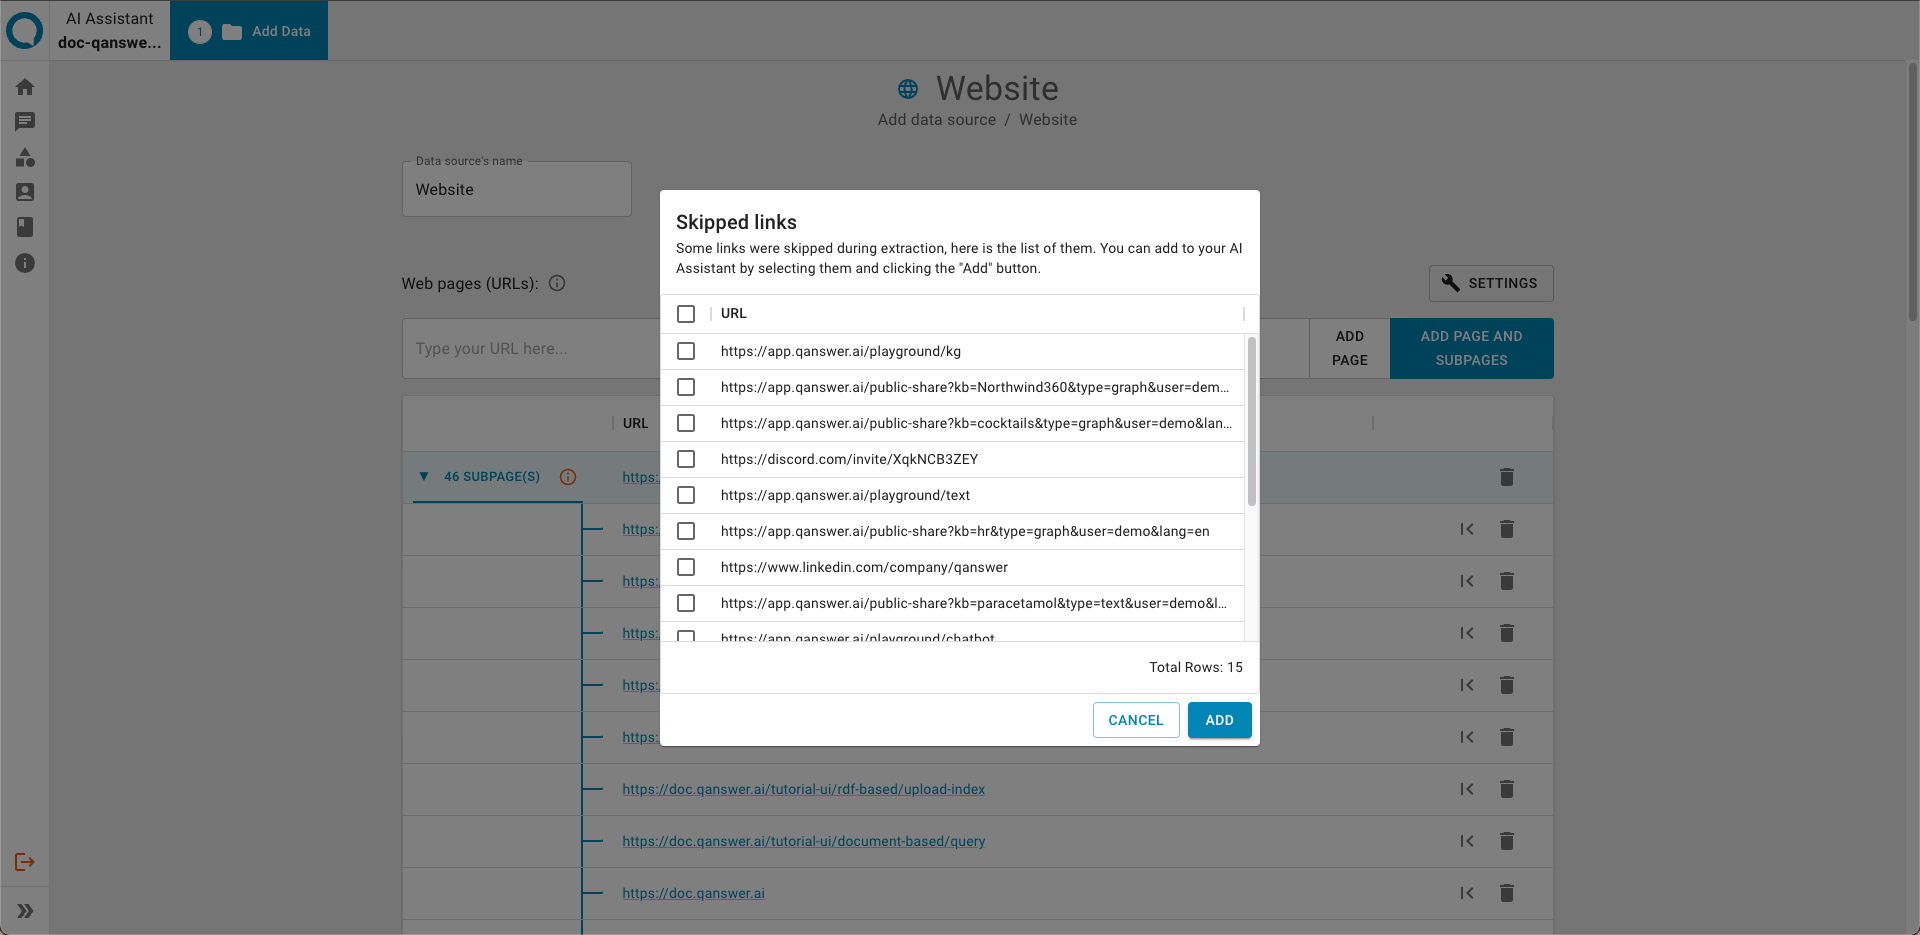 AI Assistant
doc-qanswe...
1
Add Data
Website
Add data source / Website
Data source's name
Website
Web pages (URLs):
SETTINGS
Type your URL here...
ADD PAGE
ADD PAGE AND SUBPAGES
URL
46 SUBPAGE(S)
https:
https:
https:
https:
https:
https:
https://doc.qanswer.ai/tutorial-ui/rdf-based/upload-index
https://doc.qanswer.ai/tutorial-ui/document-based/query
https://doc.qanswer.ai
Skipped links
Some links were skipped during extraction, here is the list of them. You can add to your AI
Assistant by selecting them and clicking the "Add" button.
URL
https://app.qanswer.ai/playground/kg
https://app.qanswer.ai/public-share?kb=Northwind360&type=graph&user=dem...
https://app.qanswer.ai/public-share?kb=cocktails&type=graph&user=demo&lan...
https://discord.com/invite/XqkNCB3ZEY
https://app.qanswer.ai/playground/text
https://app.qanswer.ai/public-share?kb=hr&type=graph&user=demo&lang=en
https://www.linkedin.com/company/qanswer
https://app.qanswer.ai/public-share?kb=paracetamol&type=text&user=demo&l...
https://app.qanswer.ai/playground/chatbot
Total Rows: 15
CANCEL
ADD